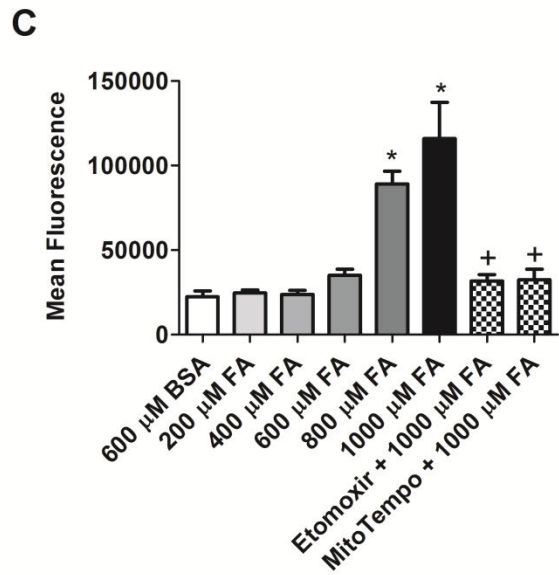 C
Mean Fluorescence
150000
100000
50000
0
*
*
+
+
600 μM BSA
200 μM FA
400 μM FA
600 μM FA
800 μM FA
1000 μM FA
Etomoxir + 1000 μM FA
MitoTempo + 1000 μM FA